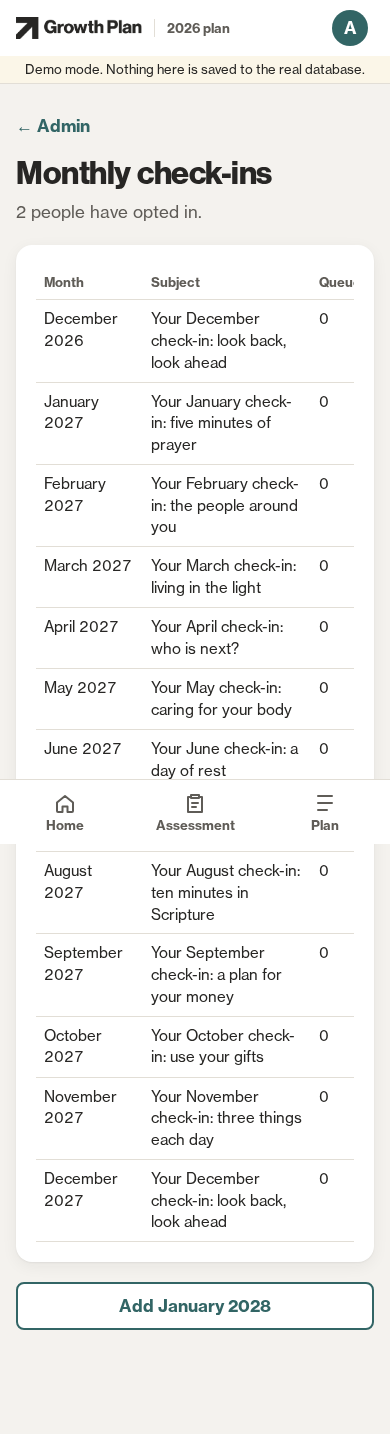 Growth Plan 2026 plan A
Demo mode. Nothing here is saved to the real database.
← Admin
Monthly check-ins
2 people have opted in.
Month Subject
December 2026 Your December check-in: look back, look ahead 0
January 2027 Your January check-in: five minutes of prayer 0
February 2027 Your February check-in: the people around you 0
March 2027 Your March check-in: living in the light 0
April 2027 Your April check-in: who is next? 0
May 2027 Your May check-in: caring for your body 0
June 2027 Your June check-in: a day of rest 0
Home Assessment Plan
August 2027 Your August check-in: ten minutes in Scripture 0
September 2027 Your September check-in: a plan for your money 0
October 2027 Your October check-in: use your gifts 0
November 2027 Your November check-in: three things each day 0
December 2027 Your December check-in: look back, look ahead 0
Add January 2028